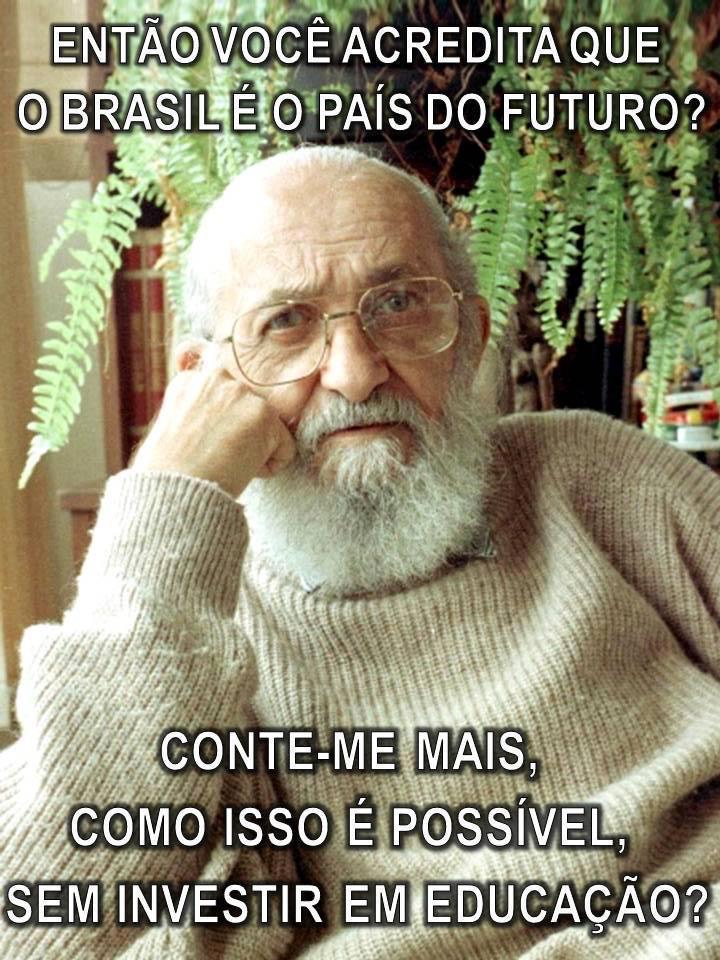 ENTÃO VOCÊ ACREDITA QUE
O BRASIL É O PAÍS DO FUTURO?
CONTE-ME MAIS,
COMO ISSO É POSSÍVEL,
SEM INVESTIR EM EDUCAÇÃO?